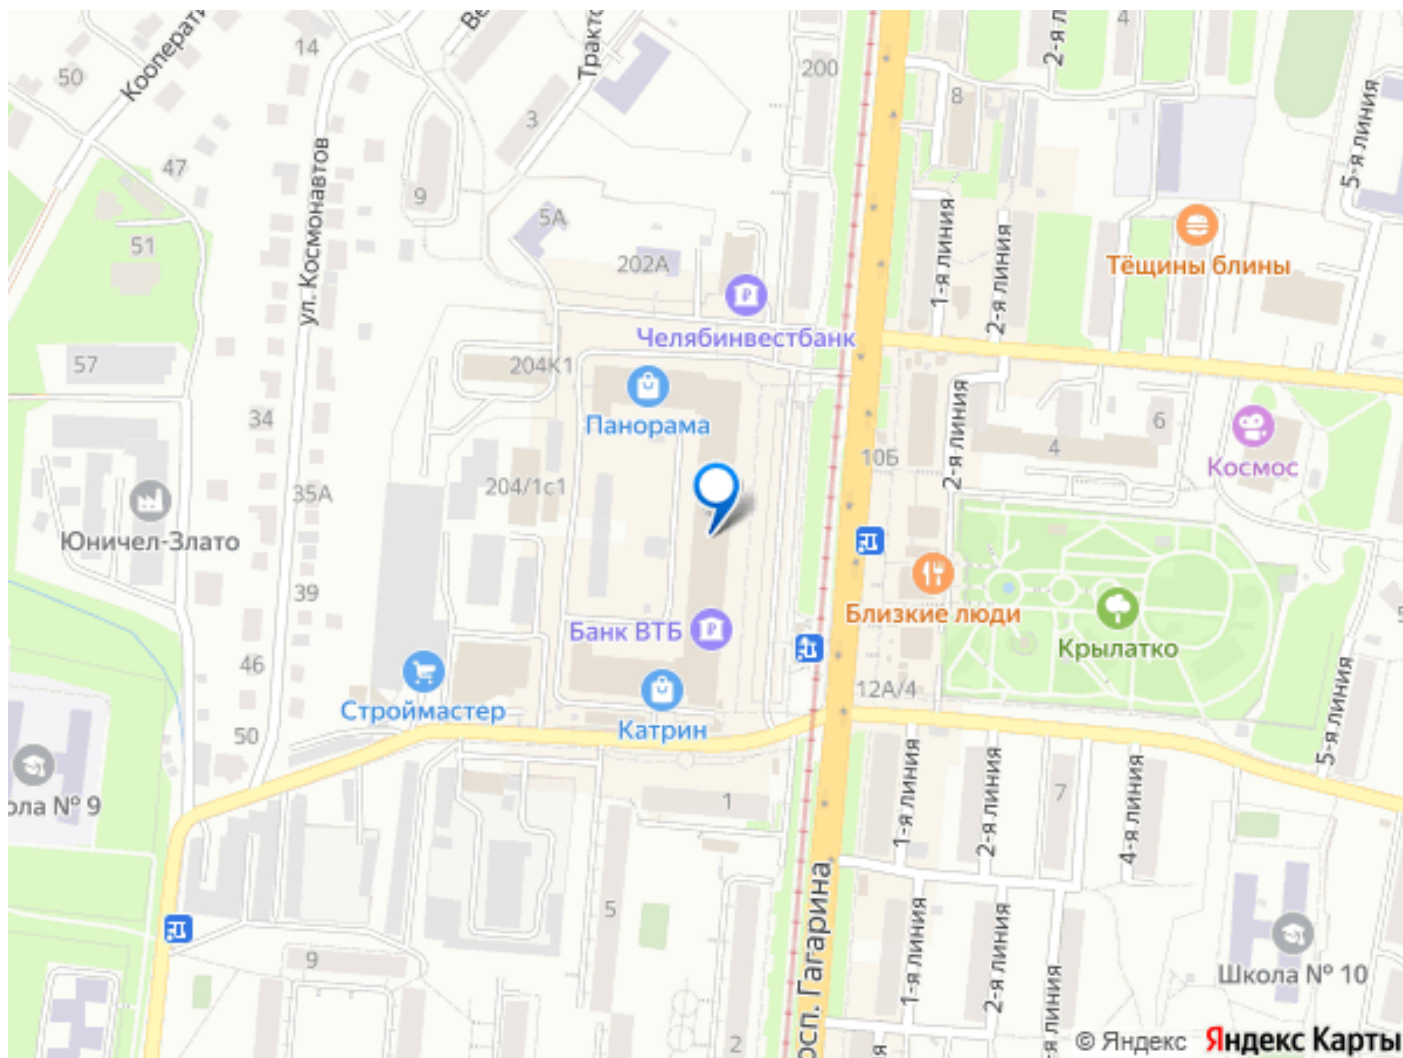 14
50
Кооперати
47
51
57
ул. Космонавтов
9
3
Тракто
5А
202А
200
8
4
2-я л
1-я линия
2-я линия
5-я линия
Тёщины блины
Челябинвестбанк
204К1
Панорама
34
35А
204/1с1
Юничел-Злато
39
10Б
2-я линия
4
6
Космос
Близкие люди
Крылатко
Банк ВТБ
46
Строймастер
Катрин
12А/4
50
ола № 9
5-я линия
1
1-я линия
2-я линия
7
4-я линия
5
9
2
осп. Гагарина
1-я линия
2-я линия
-я линия
я
Школа № 10
© Яндекс Яндекс Карты